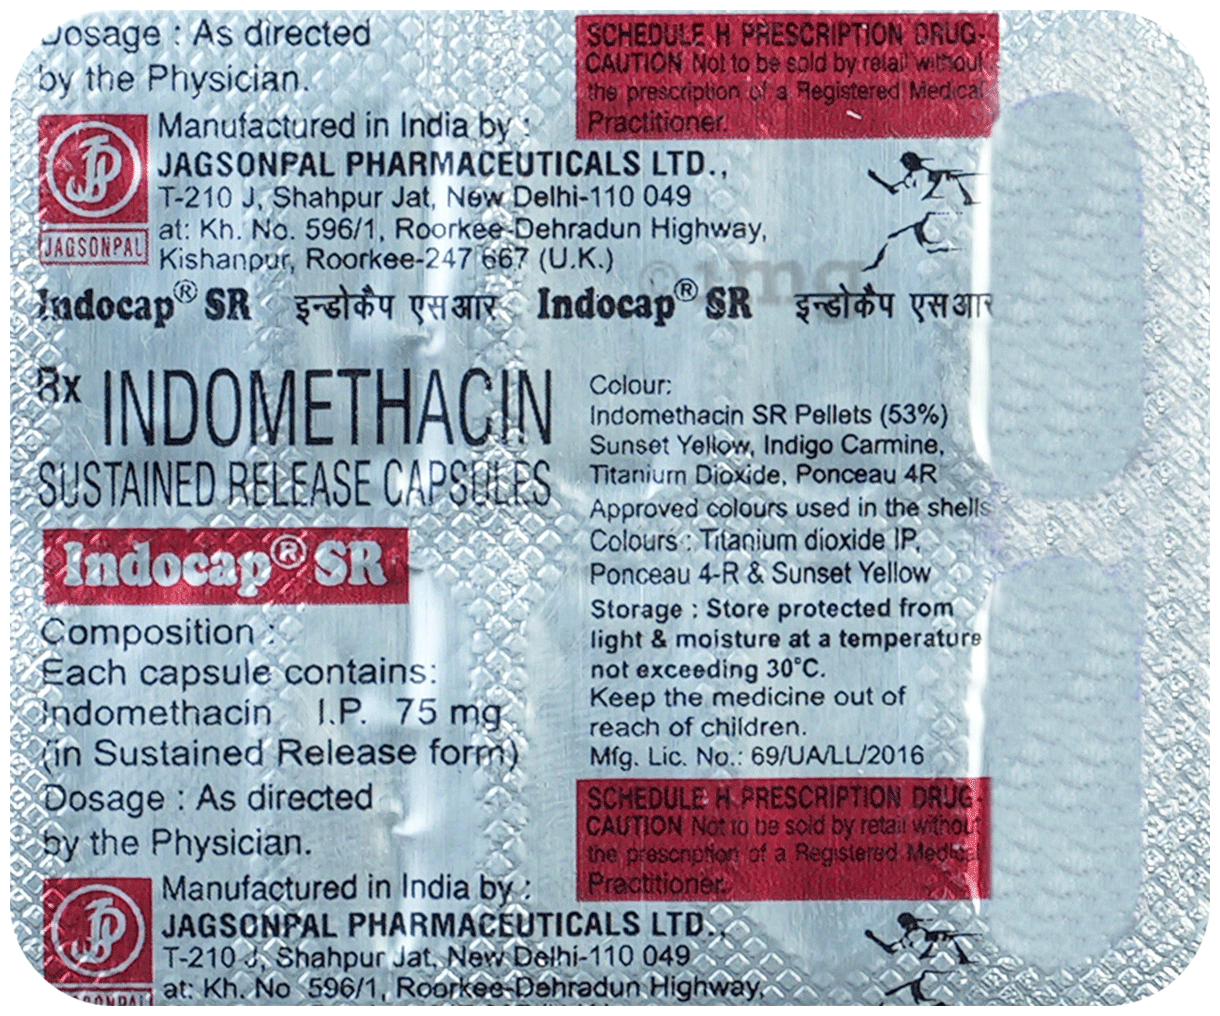 Dosage : As directed
by the Physician.
SCHEDULE H PRESCRIPTION DRUG-
CAUTION Not to be sold by retail without
the prescription of a Registered Medical
Practitioner.
JAGSONPAL
Manufactured in India by :
JAGSONPAL PHARMACEUTICALS LTD.,
T-210 J, Shahpur Jat, New Delhi-110 049
at: Kh. No. 596/1, Roorkee-Dehradun Highway,
Kishanpur, Roorkee-247 667 (U.K.)
1mg
Indocap® SR इन्डोकैप एसआर Indocap® SR इन्डोकैप एसआर
Rx INDOMETHACIN
SUSTAINED RELEASE CAPSULES
Indocap® SR
Composition :
Each capsule contains:
Indomethacin I.P. 75 mg
(in Sustained Release form)
Dosage : As directed
by the Physician.
Colour:
Indomethacin SR Pellets (53%)
Sunset Yellow, Indigo Carmine,
Titanium Dioxide, Ponceau 4R
Approved colours used in the shells
Colours : Titanium dioxide IP,
Ponceau 4-R & Sunset Yellow
Storage : Store protected from
light & moisture at a temperature
not exceeding 30°C.
Keep the medicine out of
reach of children.
Mfg. Lic. No.: 69/UA/LL/2016
SCHEDULE H PRESCRIPTION DRUG-
CAUTION Not to be sold by retail without
the prescription of a Registered Medical
Practitioner.
JAGSONPAL
Manufactured in India by :
JAGSONPAL PHARMACEUTICALS LTD.,
T-210 J, Shahpur Jat, New Delhi-110 049
at: Kh. No 596/1, Roorkee-Dehradun Highway,